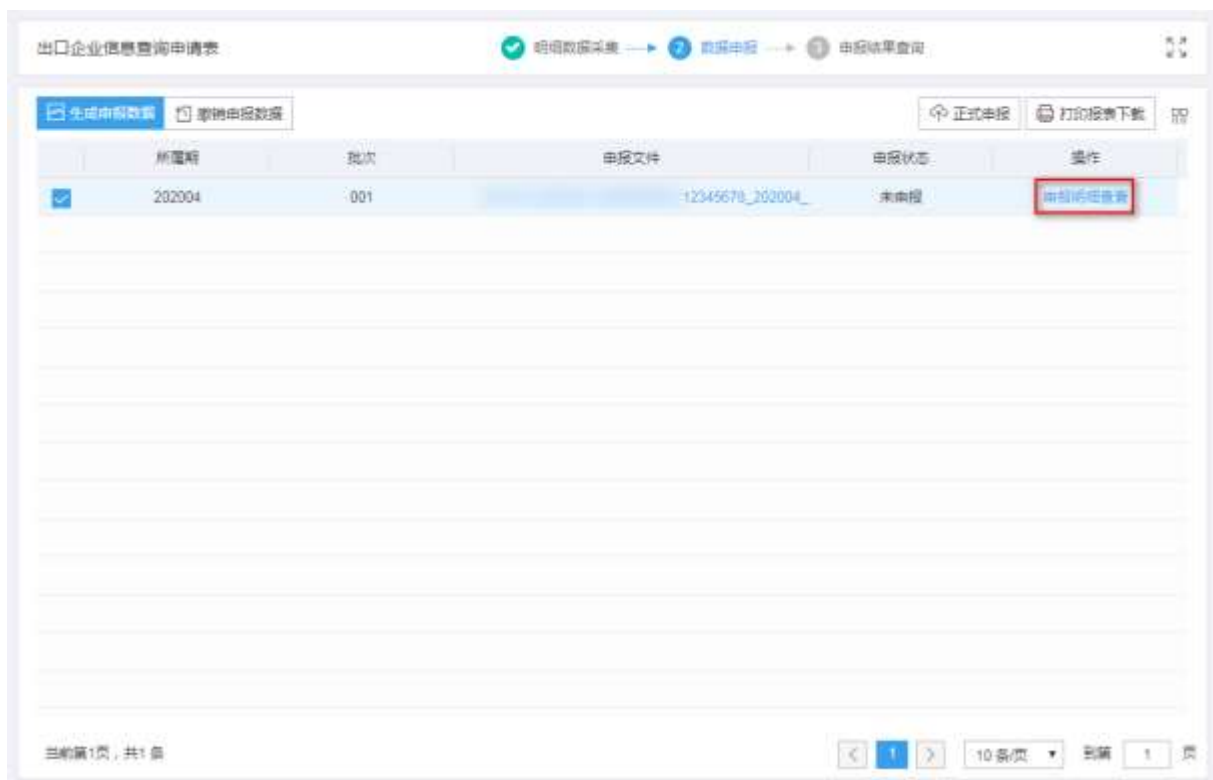 出口企业信息查询申请表
明细数据采集
2 数据申报
3 申报结果查询
生成申报数据 撤销申报数据
正式申报 打印报表下载
所属期 批次 申报文件 申报状态 操作
202004 001 12345678_202004_ 未申报 申报明细查看
当前第1页,共1条
1 10条/页 到第 1 页